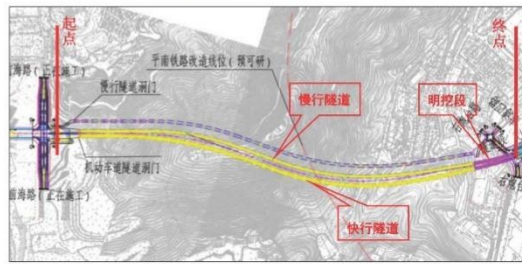 起点
终点
平南铁路改造线位(预可研)
慢行隧道
明挖段
海路(正在施工)
慢行隧道洞门
机动车道隧道洞门
海路(正在施工)
快行隧道